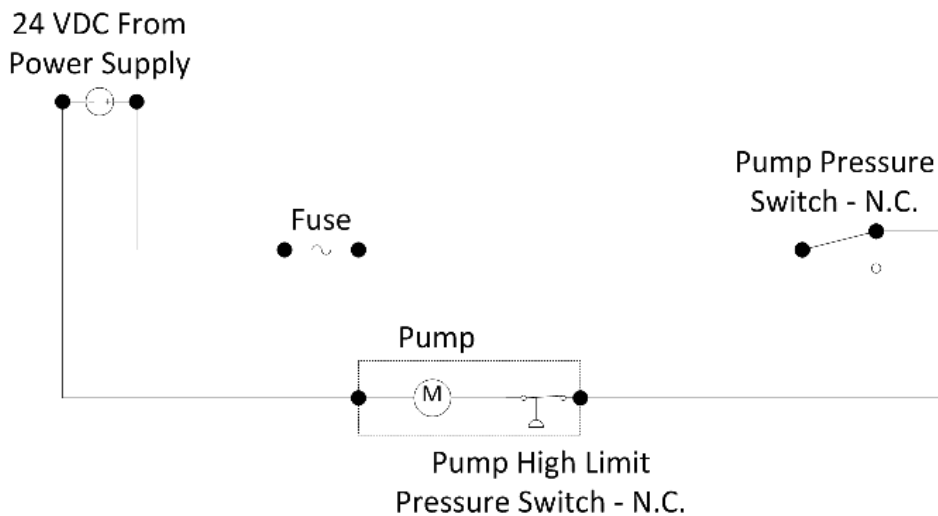 24 VDC From
Power Supply
Pump Pressure
Switch - N.C.
Fuse
Pump
M
Pump High Limit
Pressure Switch - N.C.